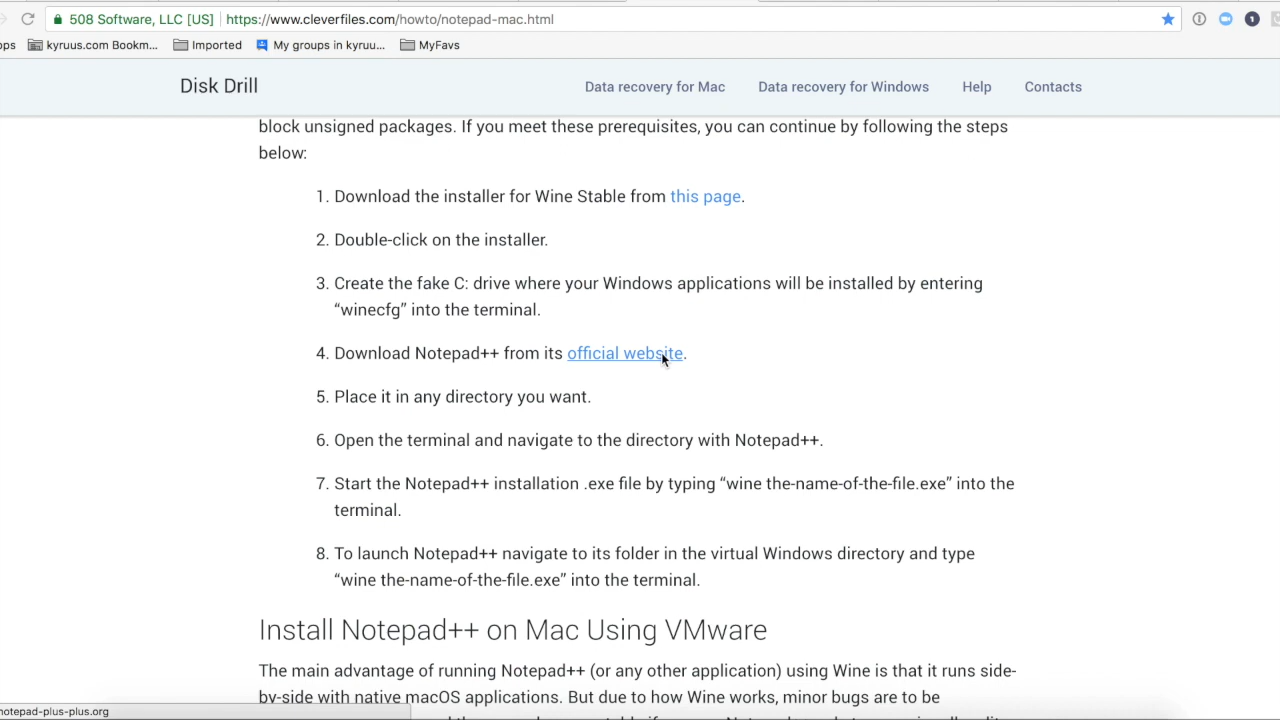 508 Software, LLC [US] https://www.cleverfiles.com/howto/notepad-mac.html
ps kyruus.com Bookm... Imported My groups in kyruu... MyFavs
Disk Drill Data recovery for Mac Data recovery for Windows Help Contacts
block unsigned packages. If you meet these prerequisites, you can continue by following the steps
below:
1. Download the installer for Wine Stable from this page.
2. Double-click on the installer.
3. Create the fake C: drive where your Windows applications will be installed by entering
“winecfg” into the terminal.
4. Download Notepad++ from its official website.
5. Place it in any directory you want.
6. Open the terminal and navigate to the directory with Notepad++.
7. Start the Notepad++ installation .exe file by typing “wine the-name-of-the-file.exe” into the
terminal.
8. To launch Notepad++ navigate to its folder in the virtual Windows directory and type
“wine the-name-of-the-file.exe” into the terminal.
Install Notepad++ on Mac Using VMware
The main advantage of running Notepad++ (or any other application) using Wine is that it runs side-
by-side with native macOS applications. But due to how Wine works, minor bugs are to be
notepad-plus-plus.org